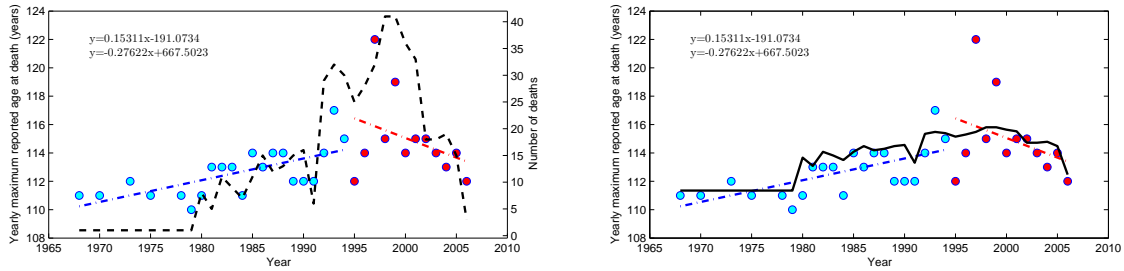 Yearly maximum reported age at death (years)
124
122
120
118
116
114
112
110
108
y=0.15311x-191.0734
y=-0.27622x+667.5023
40
35
30
25
20
15
10
5
0
Number of deaths
1965 1970 1975 1980 1985 1990 1995 2000 2005 2010
Year
Yearly maximum reported age at death (years)
124
122
120
118
116
114
112
110
108
y=0.15311x-191.0734
y=-0.27622x+667.5023
1965 1970 1975 1980 1985 1990 1995 2000 2005 2010
Year